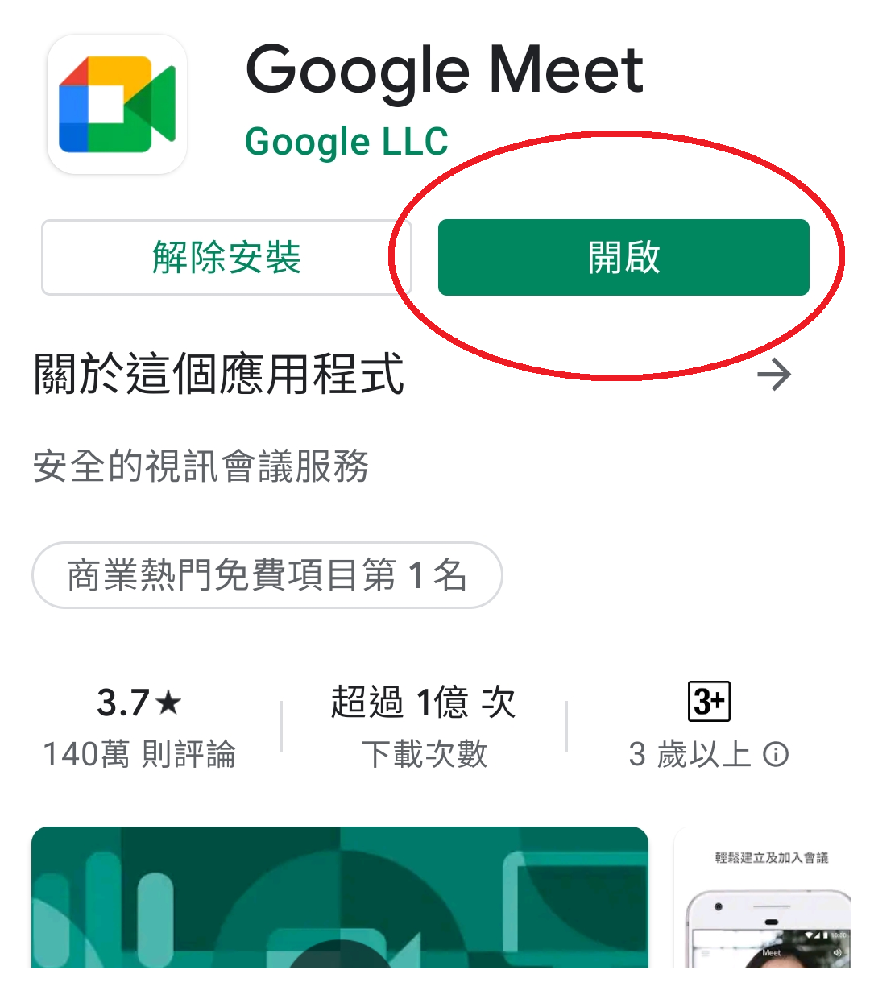 Google Meet
Google LLC
解除安裝
開啟
關於這個應用程式
安全的視訊會議服務
商業熱門免費項目第 1 名
3.7★
超過 1億 次
3+
140萬 則評論
下載次數
3 歲以上
輕鬆建立及加入會議
10:00
Meet